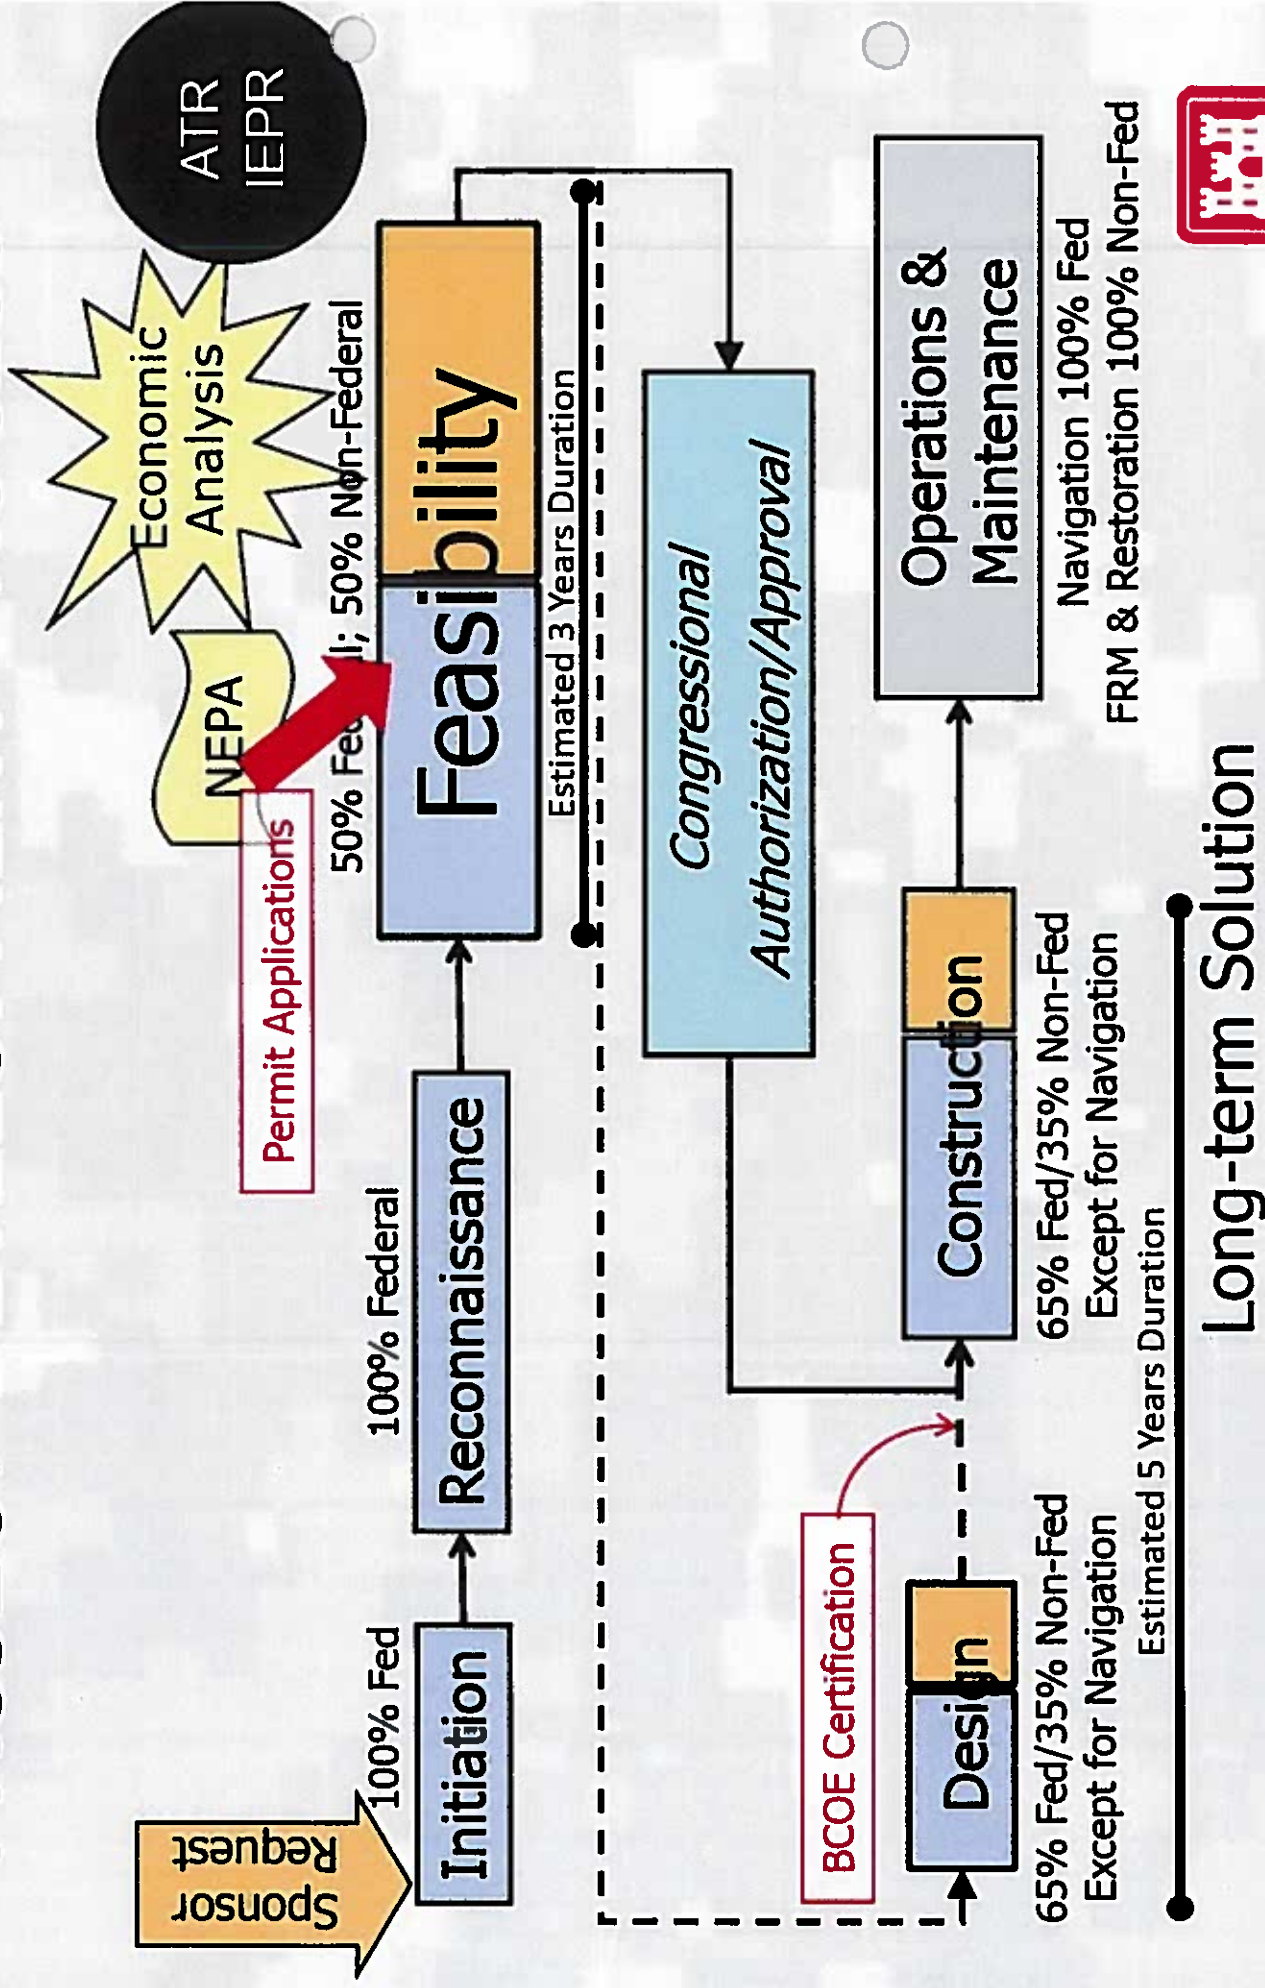 ATR
IEPR
Economic
Analysis
NEPA
Permit Applications
Sponsor
Request
100% Fed
100% Federal
50% Fed l; 50% Non-Federal
Initiation
Reconnaissance
Feasibility
Estimated 3 Years Duration
Congressional
Authorization/Approval
BCOE Certification
Design
Construction
Operations &
Maintenance
65% Fed/35% Non-Fed
Except for Navigation
65% Fed/35% Non-Fed
Except for Navigation
Navigation 100% Fed
FRM & Restoration 100% Non-Fed
Estimated 5 Years Duration
Long-term Solution